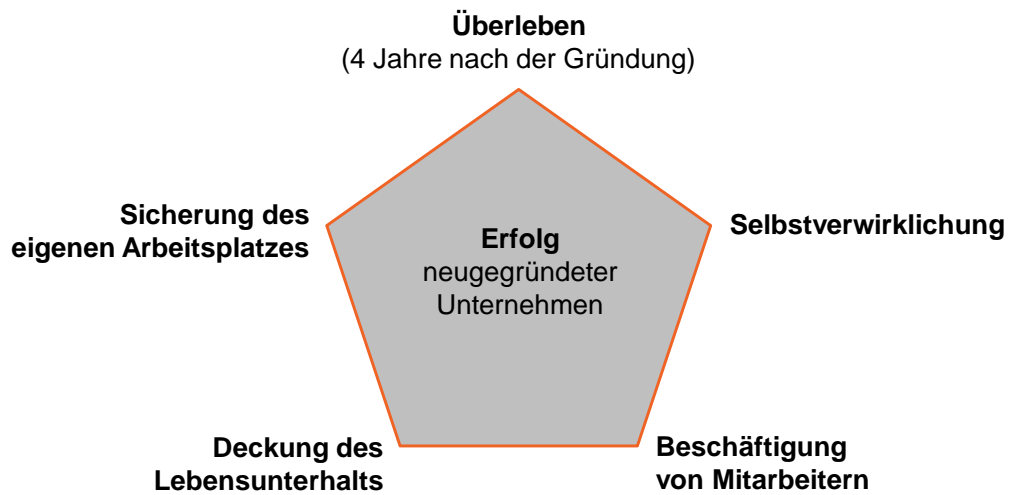 Überleben
(4 Jahre nach der Gründung)
Sicherung des
eigenen Arbeitsplatzes
Erfolg
neugegründeter
Unternehmen
Selbstverwirklichung
Deckung des
Lebensunterhalts
Beschäftigung
von Mitarbeitern